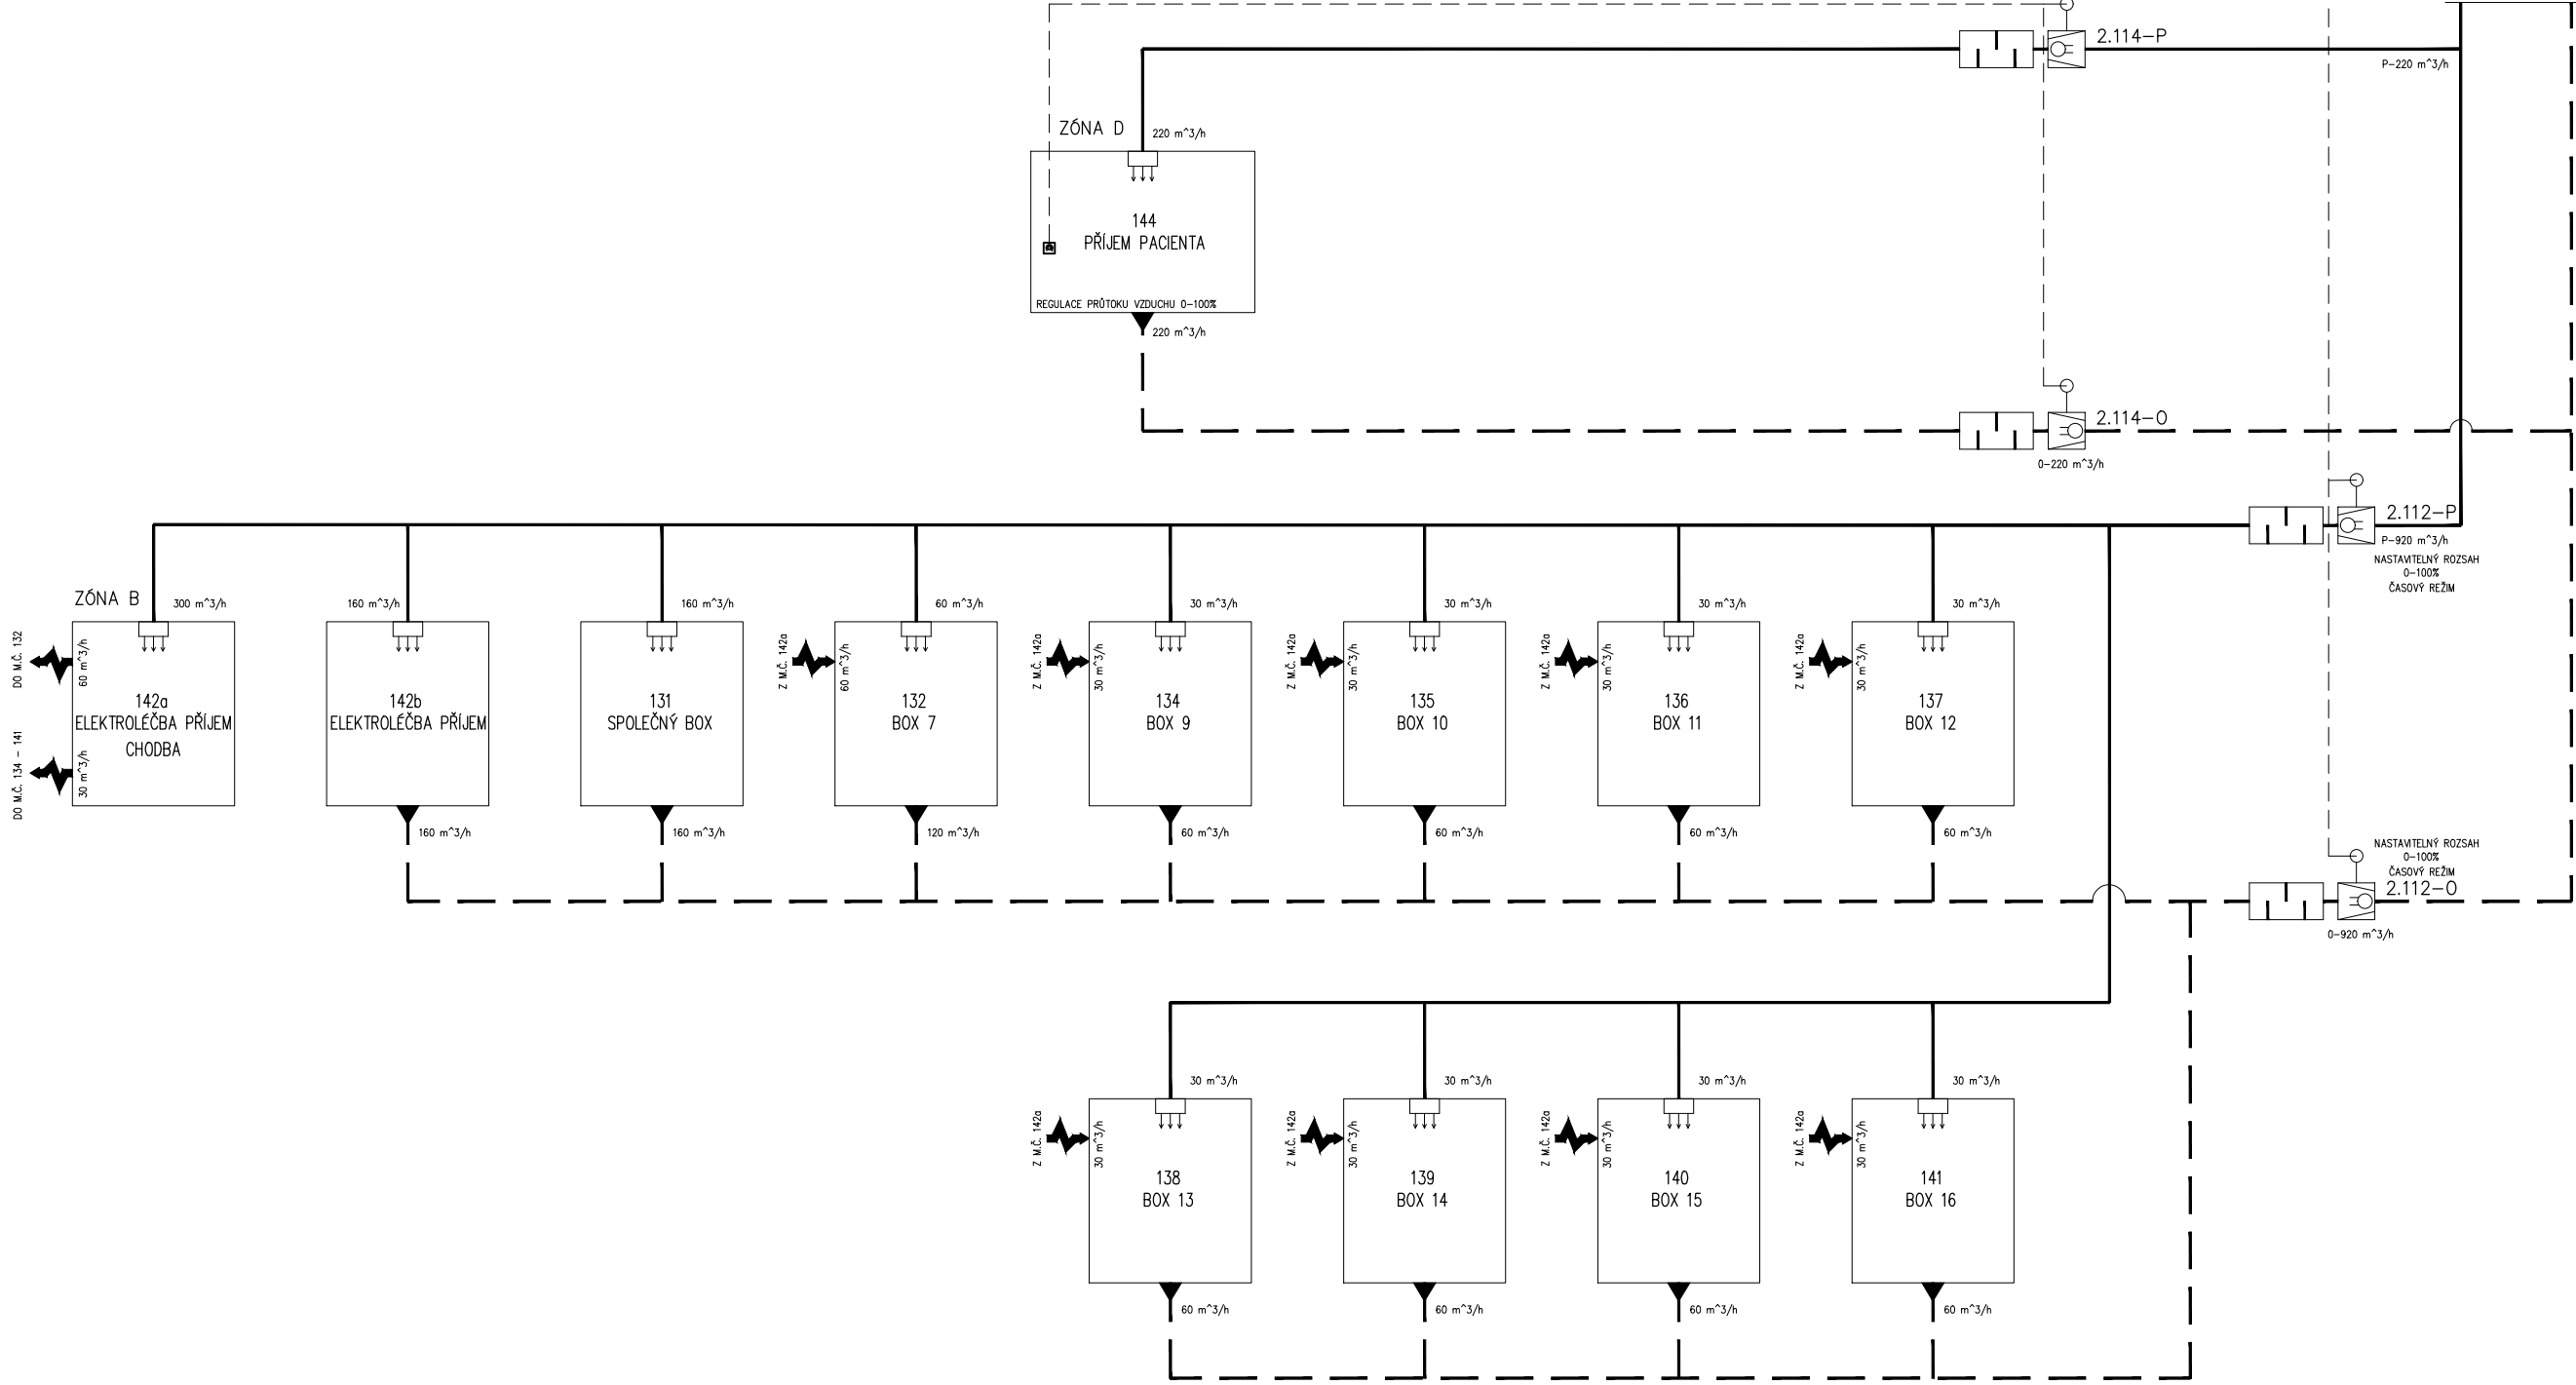 2.114-P
P-220 m^3/h
ZÓNA D
220 m^3/h
144
PŘÍJEM PACIENTA
REGULACE PRŮTOKU VZDUCHU 0-100%
220 m^3/h
2.114-O
O-220 m^3/h
2.112-P
P-920 m^3/h
NASTAVITELNÝ ROZSAH
0-100%
ČASOVÝ REŽIM
ZÓNA B
300 m^3/h
160 m^3/h
160 m^3/h
60 m^3/h
30 m^3/h
30 m^3/h
30 m^3/h
30 m^3/h
DO M.Č. 132
60 m^3/h
DO M.Č. 134 - 141
30 m^3/h
142a
ELEKTROLÉČBA PŘÍJEM
CHODBA
142b
ELEKTROLÉČBA PŘÍJEM
131
SPOLEČNÝ BOX
Z M.Č. 142a
60 m^3/h
132
BOX 7
Z M.Č. 142a
30 m^3/h
134
BOX 9
Z M.Č. 142a
30 m^3/h
135
BOX 10
Z M.Č. 142a
30 m^3/h
136
BOX 11
Z M.Č. 142a
30 m^3/h
137
BOX 12
160 m^3/h
160 m^3/h
120 m^3/h
60 m^3/h
60 m^3/h
60 m^3/h
60 m^3/h
NASTAVITELNÝ ROZSAH
0-100%
ČASOVÝ REŽIM
2.112-O
O-920 m^3/h
30 m^3/h
30 m^3/h
30 m^3/h
30 m^3/h
Z M.Č. 142a
30 m^3/h
138
BOX 13
Z M.Č. 142a
30 m^3/h
139
BOX 14
Z M.Č. 142a
30 m^3/h
140
BOX 15
Z M.Č. 142a
30 m^3/h
141
BOX 16
60 m^3/h
60 m^3/h
60 m^3/h
60 m^3/h